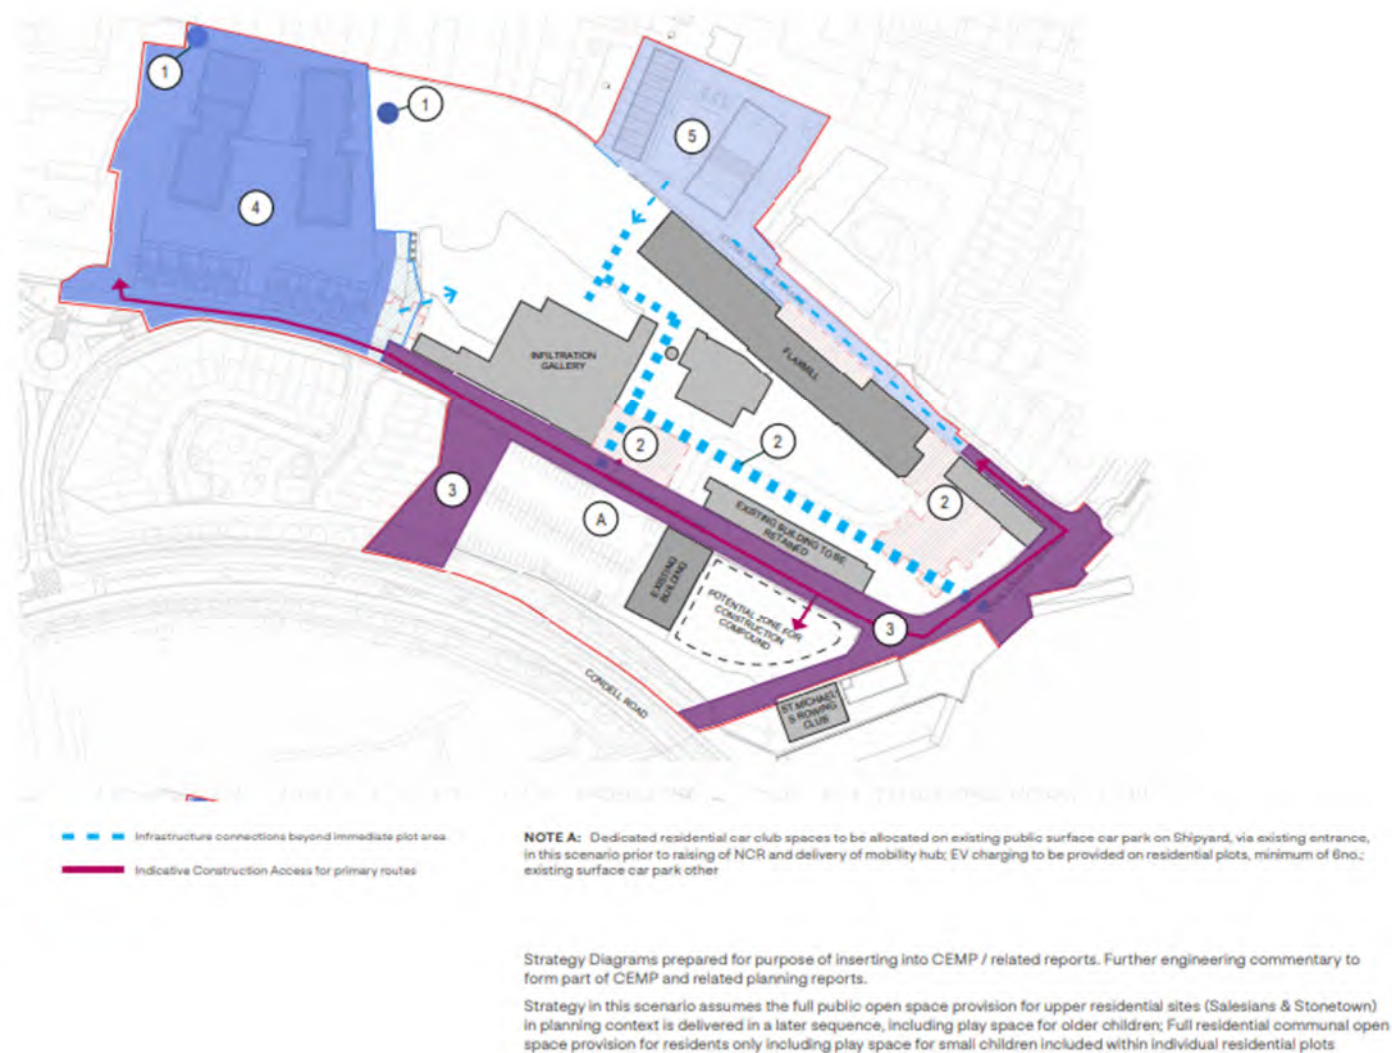 1
1
5
4
INFILTRATION
GALLERY
FLAXMILL
2
2
2
3
A
EXISTING BUILDING TO BE
RETAINED
EXISTING
BUILDING
POTENTIAL ZONE FOR
CONSTRUCTION
COMPOUND
3
CONDELL ROAD
ST MICHAEL'
S ROWING
CLUB
Infrastructure connections beyond immediate plot area
Indicative Construction Access for primary routes
NOTE A: Dedicated residential car club spaces to be allocated on existing public surface car park on Shipyard, via existing entrance,
in this scenario prior to raising of NCR and delivery of mobility hub; EV charging to be provided on residential plots, minimum of 6no.;
existing surface car park other
Strategy Diagrams prepared for purpose of inserting into CEMP / related reports. Further engineering commentary to
form part of CEMP and related planning reports.
Strategy in this scenario assumes the full public open space provision for upper residential sites (Salesians & Stonetown)
in planning context is delivered in a later sequence, including play space for older children; Full residential communal open
space provision for residents only including play space for small children included within individual residential plots